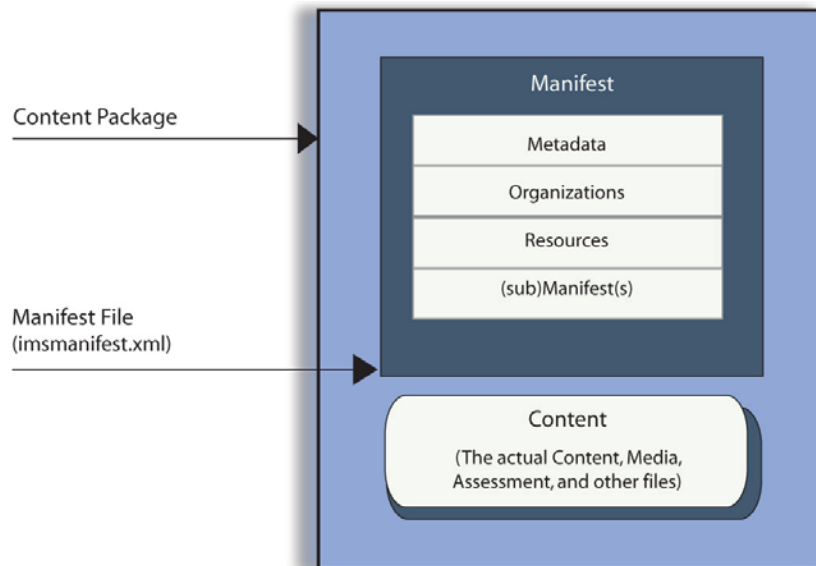 Manifest
Content Package
Metadata
Organizations
Resources
(sub)Manifest(s)
Manifest File
(imsmanifest.xml)
Content
(The actual Content, Media,
Assessment, and other files)